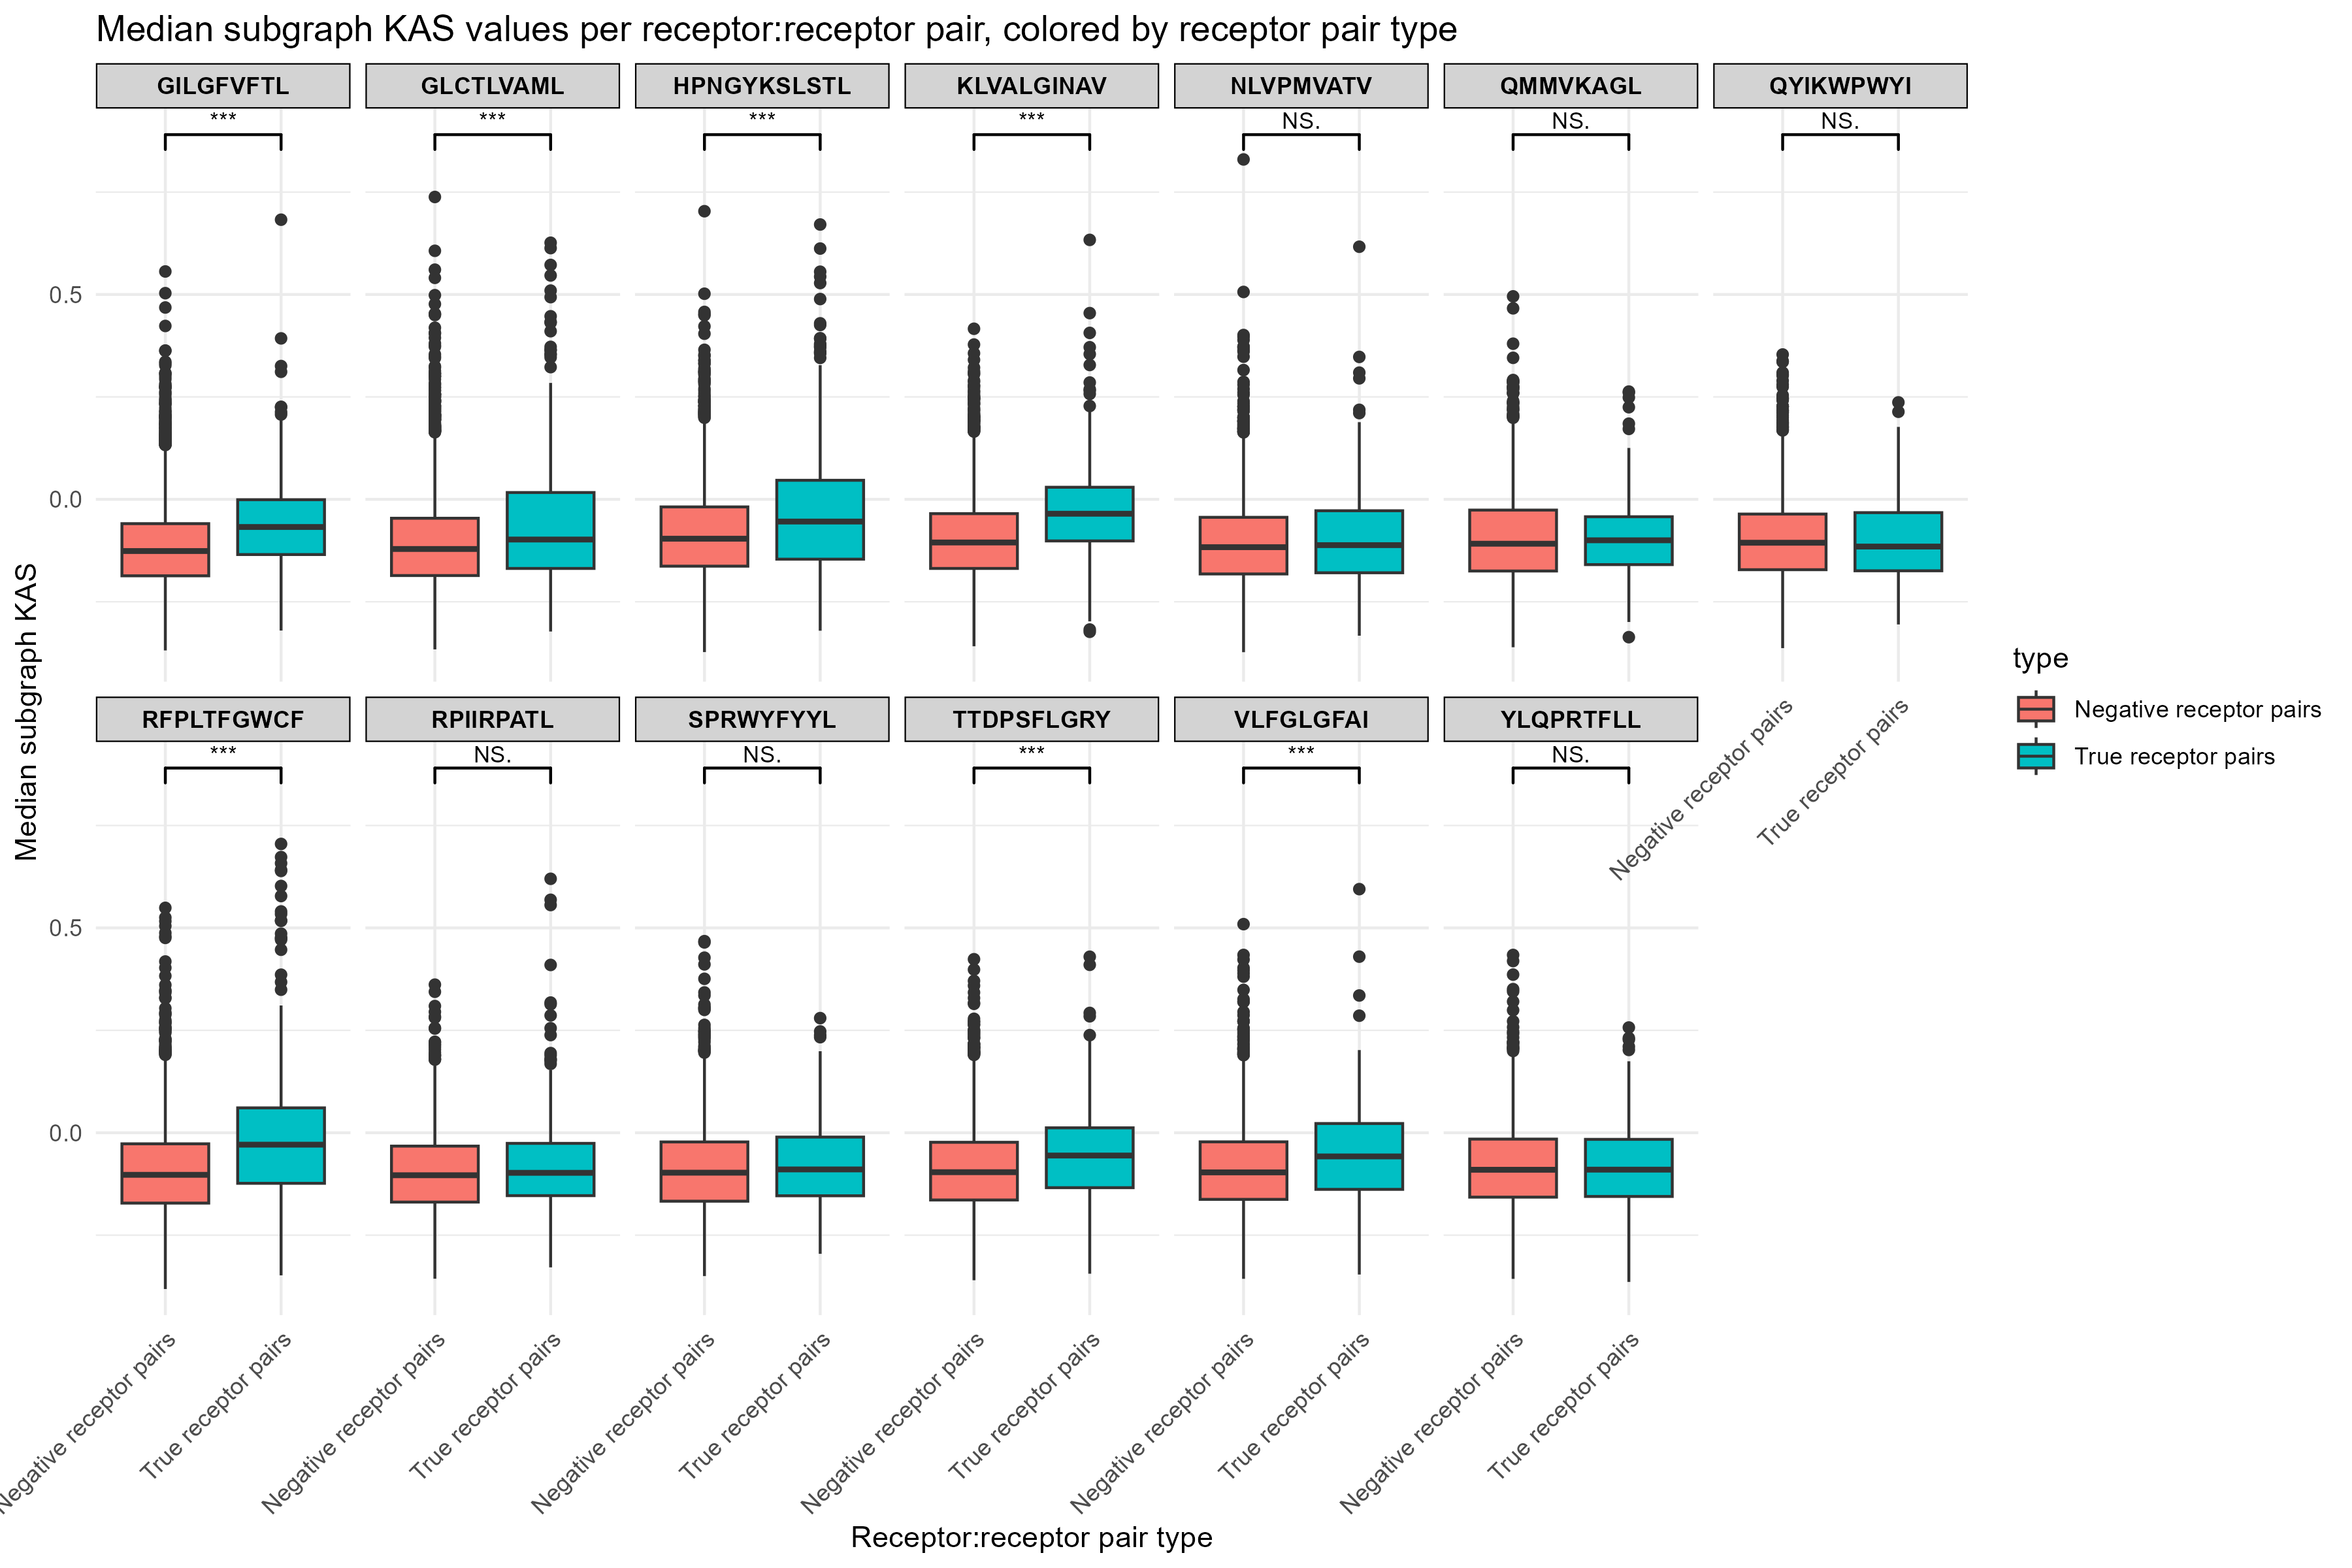 Median subgraph KAS values per receptor:receptor pair, colored by receptor pair type
GILGFVFTL
GLCTLVAML
HPNGYKSLSTL
KLVALGINAV
NLVPMVATV
QMMVKAGL
QYIKWPWYI
***
***
***
***
NS.
NS.
NS.
0.5
0.0
Negative receptor pairs
True receptor pairs
RFPLTFGWCF
RPIIRPATL
SPRWYFYYL
TTDPSFLGRY
VLFGLGFAI
YLQPRTFLL
***
NS.
NS.
***
***
NS.
0.5
0.0
Negative receptor pairs
True receptor pairs
Negative receptor pairs
True receptor pairs
Negative receptor pairs
True receptor pairs
Negative receptor pairs
True receptor pairs
Negative receptor pairs
True receptor pairs
Negative receptor pairs
True receptor pairs
Median subgraph KAS
Receptor:receptor pair type
type
Negative receptor pairs
True receptor pairs